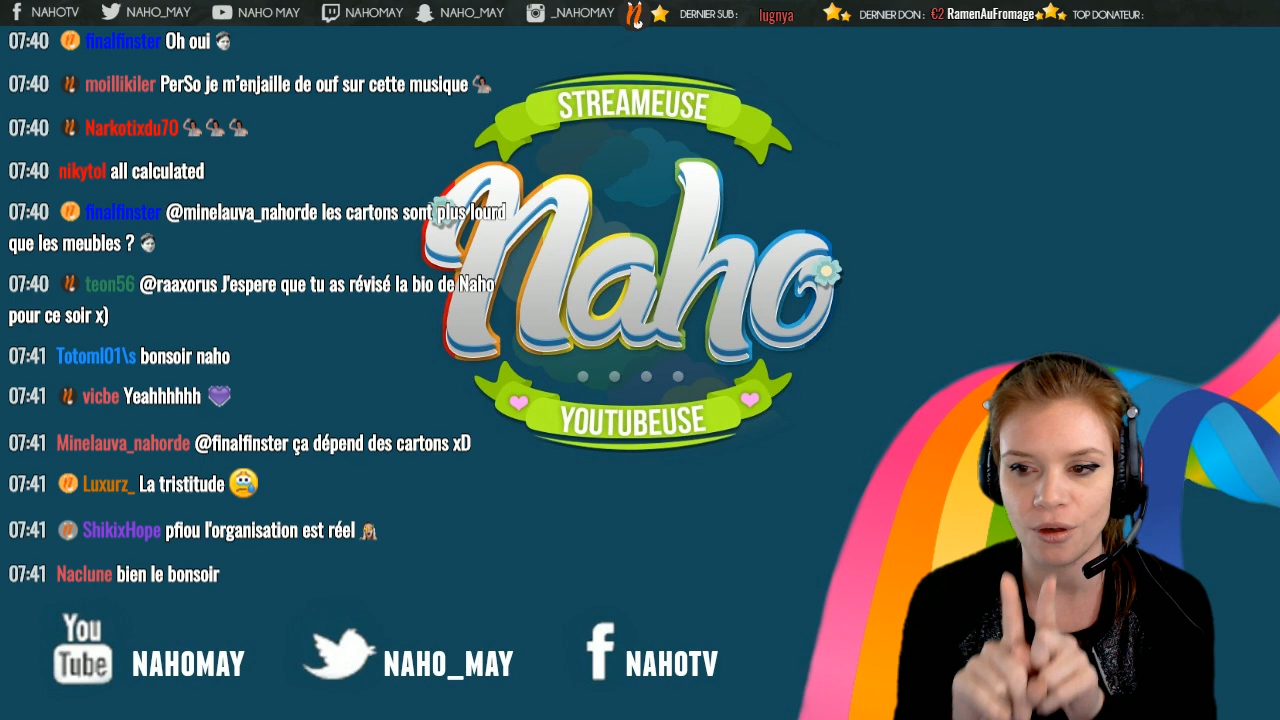 NAHOTV NAHO_MAY NAHO MAY NAHOMAY NAHO_MAY _NAHOMAY DERNIER SUB : lugnya DERNIER DON : €2 RamenAuFromage TOP DONATEUR :
07:40 finalfinster Oh oui
07:40 moillikiler PerSo je m'enjaille de ouf sur cette musique
07:40 Narkotixdu70
07:40 nikytol all calculated
07:40 finalfinster @minelauva_nahorde les cartons sont plus lourd
que les meubles ?
07:40 teon56 @raaxorus J'espere que tu as révisé la bio de Naho
pour ce soir x)
07:41 Totoml01\s bonsoir naho
07:41 vicbe Yeahhhhhh
07:41 Minelauva_nahorde @finalfinster ça dépend des cartons xD
07:41 Luxurz_ La tristitude
07:41 ShikixHope pfiou l'organisation est réel
07:41 Naclune bien le bonsoir
STREAMEUSE
Naho
YOUTUBEUSE
You
Tube NAHOMAY NAHO_MAY NAHOTV